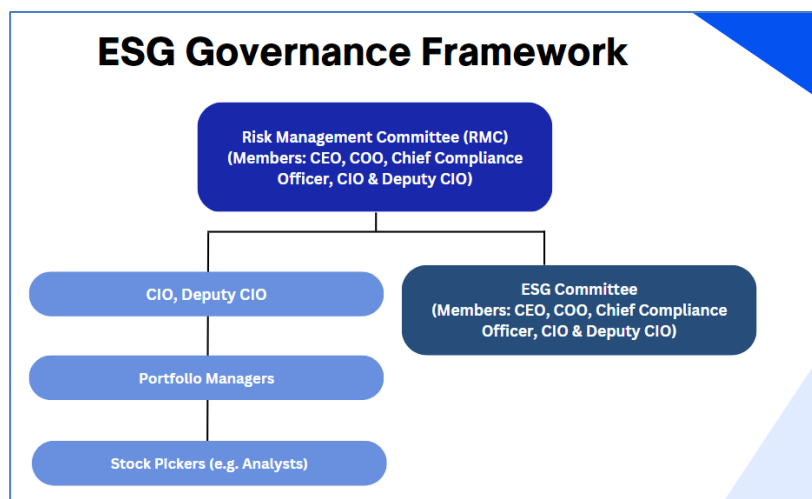 ESG Governance Framework
Risk Management Committee (RMC)
(Members: CEO, COO, Chief Compliance
Officer, CIO & Deputy CIO)
CIO, Deputy CIO
ESG Committee
(Members: CEO, COO, Chief Compliance
Officer, CIO & Deputy CIO)
Portfolio Managers
Stock PIckers (e.g. Analysts)